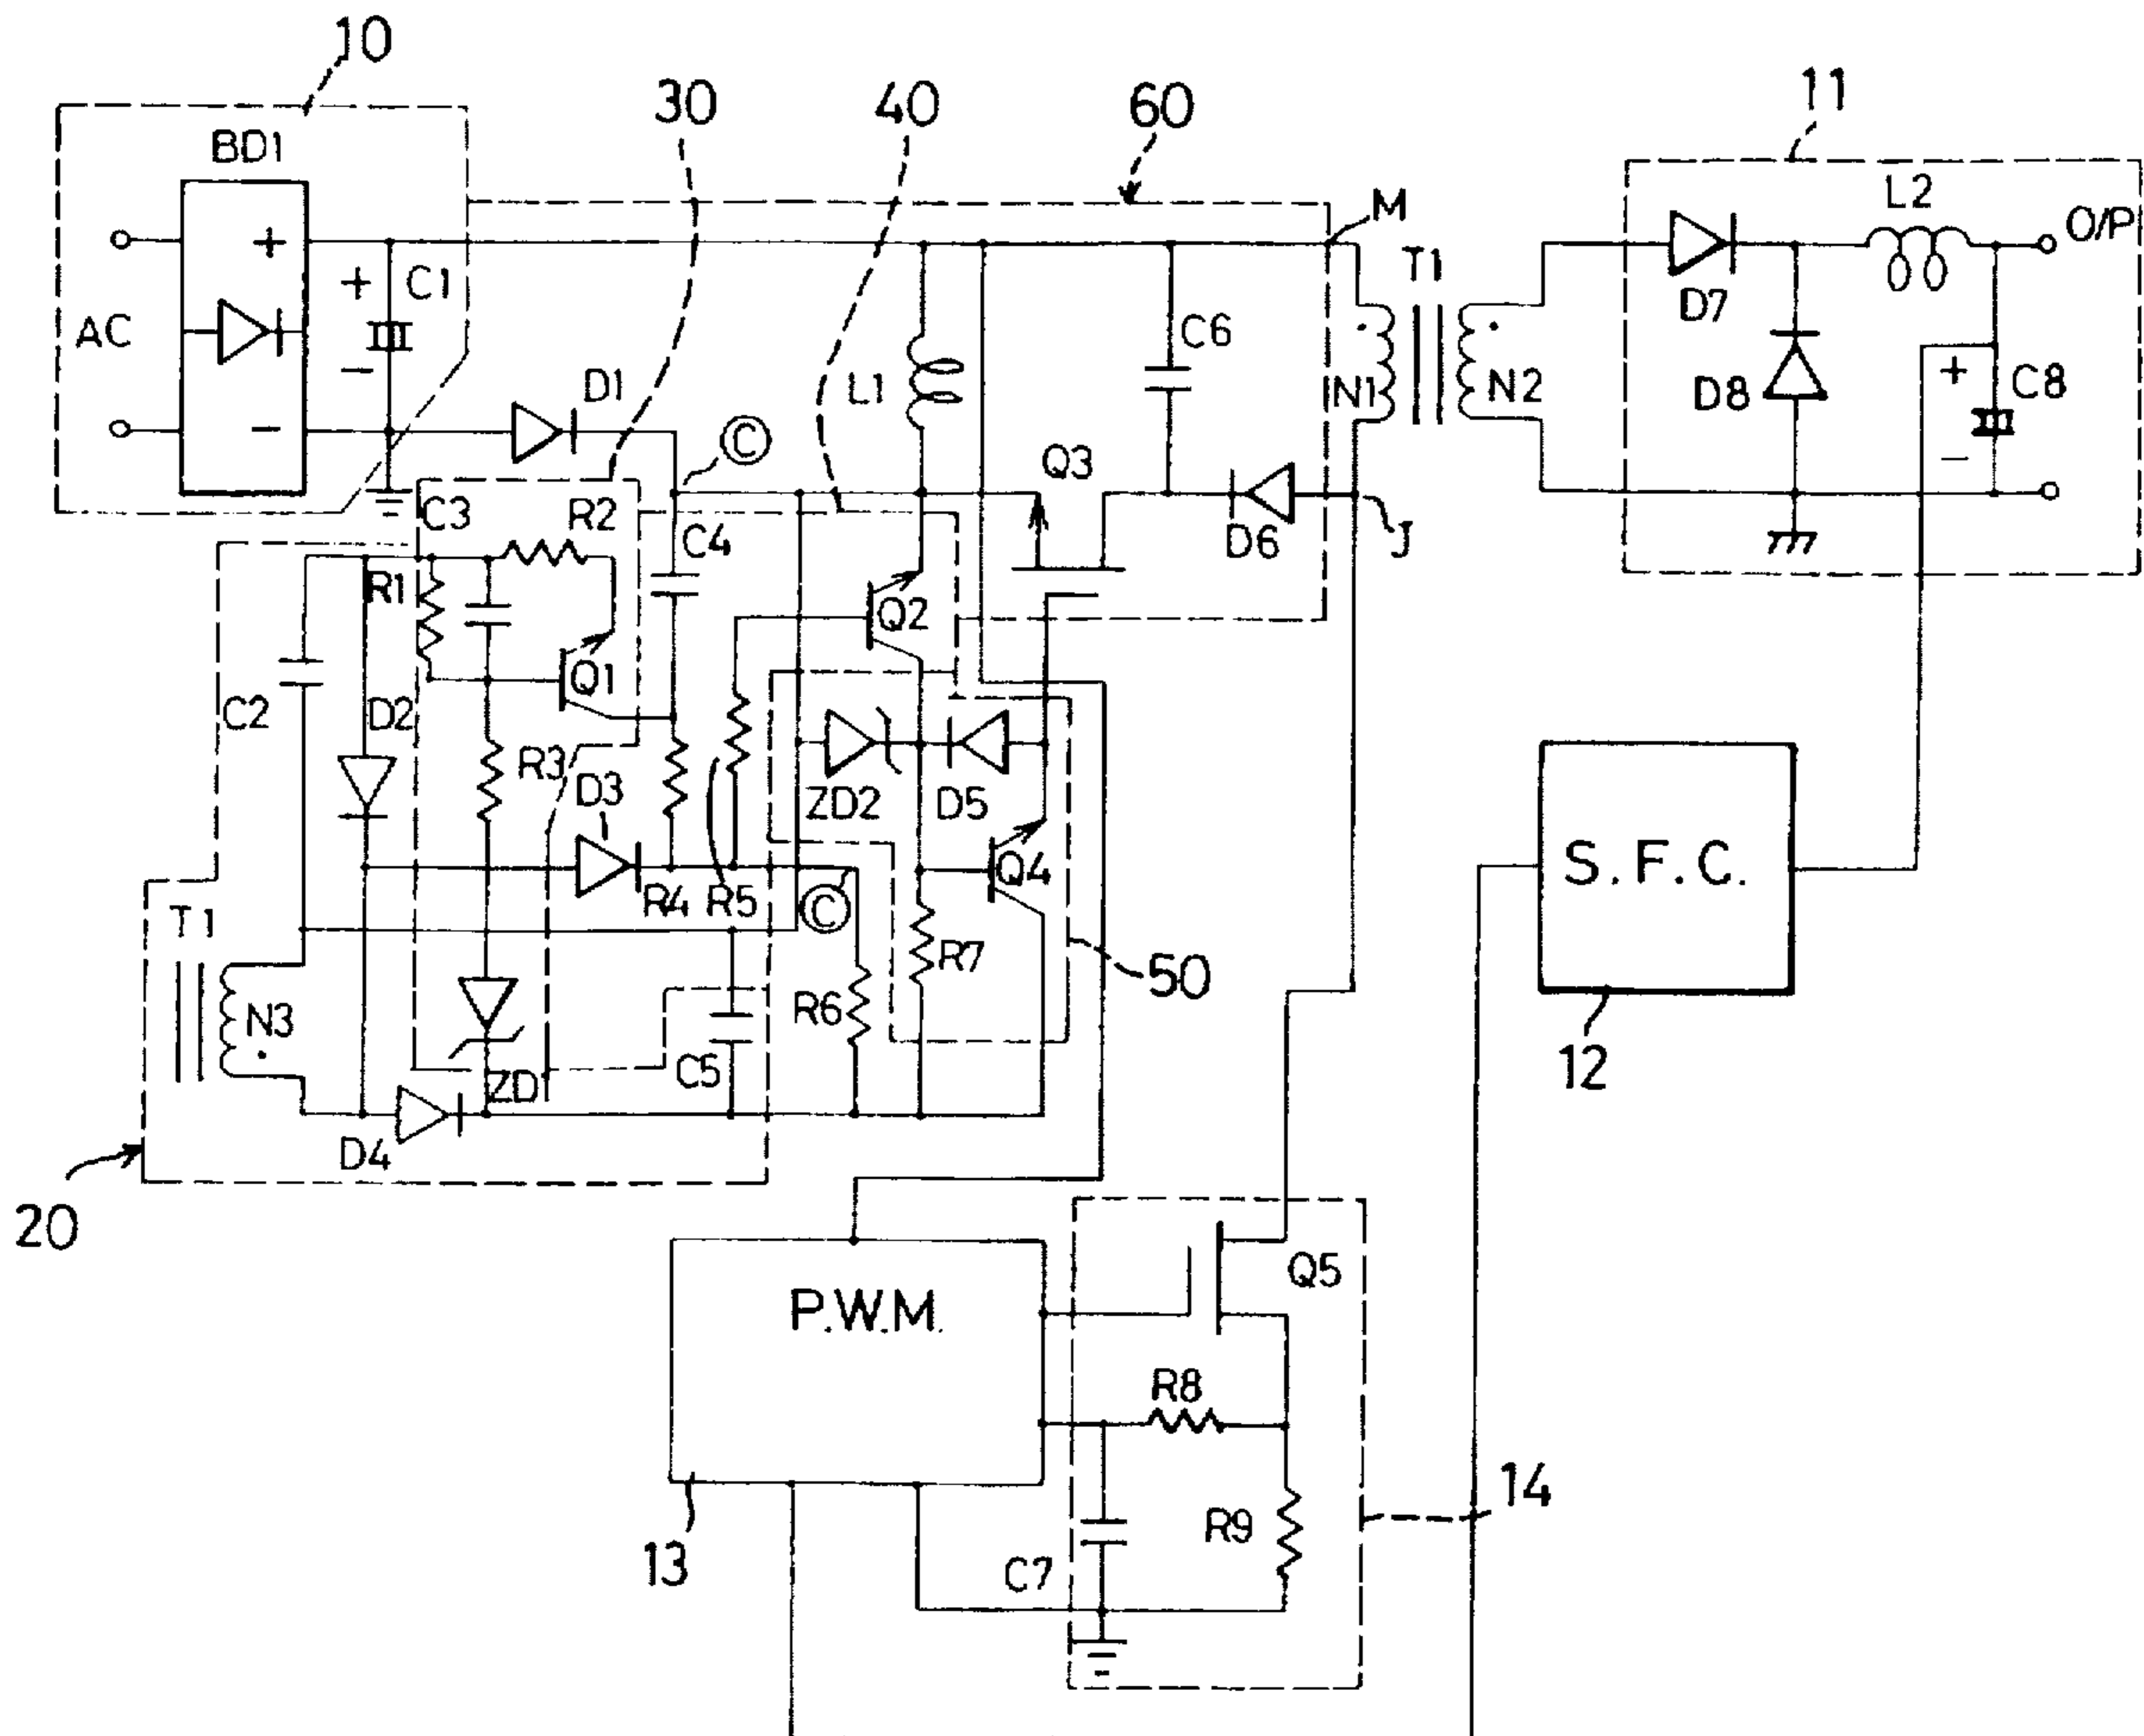 10
30
40
60
11
BD1
M
L2
O/P
+
+
C1
T1
D7
AC
−
D1
L1
C6
N1
N2
D8
+
C8
−
−
©
Q3
C3
R2
C4
D6
J
R1
Q2
Q1
C2
D2
R3
D3
ZD2
D5
S.F.C.
Q4
R4
R5
©
T1
R7
50
N3
R6
C5
12
ZD1
D4
20
Q5
P.W.M.
R8
14
R9
13
C7